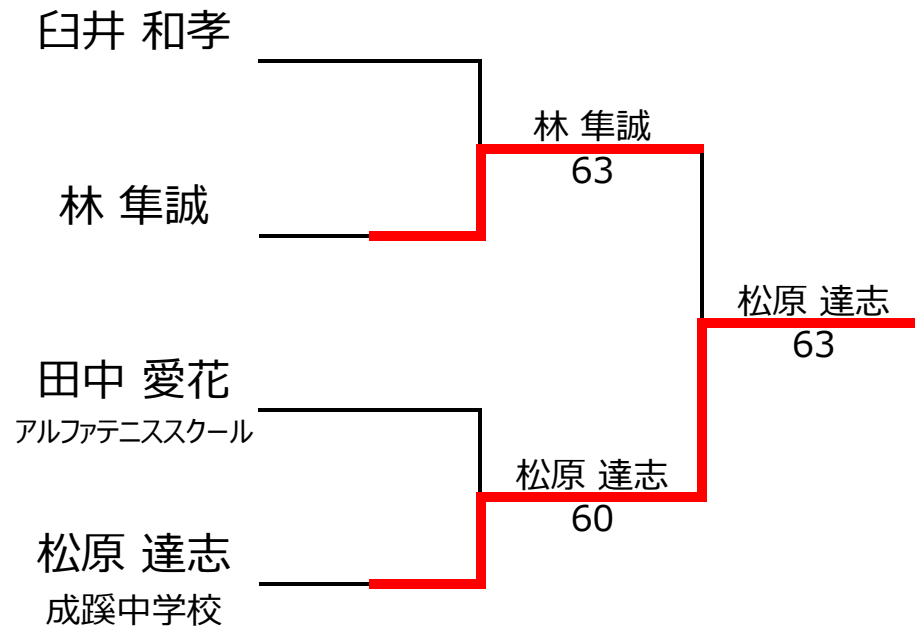 臼井 和孝
林 隼誠
63
林 隼誠
松原 達志
63
田中 愛花
アルファテニススクール
松原 達志
60
松原 達志
成蹊中学校